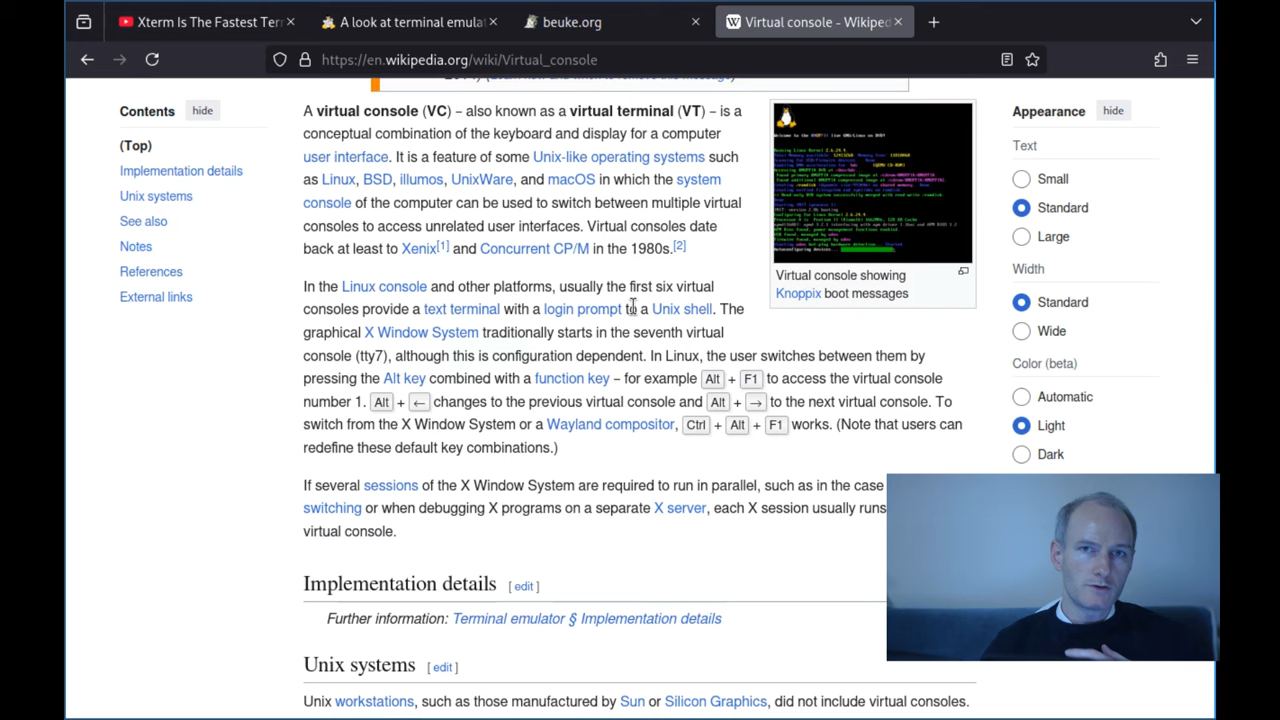 Xterm Is The Fastest Ter
A look at terminal emulat
beuke.org
Virtual console – Wikiped
https://en.wikipedia.org/wiki/Virtual_console
Contents
hide
(Top)
Implementation details
Unix systems
See also
Notes
References
External links
A virtual console (VC) – also known as a virtual terminal (VT) – is a
conceptual combination of the keyboard and display for a computer
user interface. It is a feature of some Unix-like operating systems such
as Linux, BSD, illumos, UnixWare, and macOS in which the system
console of the computer can be used to switch between multiple virtual
consoles to access unrelated user interfaces. Virtual consoles date
back at least to Xenix[1] and Concurrent CP/M in the 1980s.[2]
Virtual console showing
Knoppix boot messages
In the Linux console and other platforms, usually the first six virtual
consoles provide a text terminal with a login prompt to a Unix shell. The
graphical X Window System traditionally starts in the seventh virtual
console (tty7), although this is configuration dependent. In Linux, the user switches between them by
pressing the Alt key combined with a function key – for example Alt + F1 to access the virtual console
number 1. Alt + ← changes to the previous virtual console and Alt + → to the next virtual console. To
switch from the X Window System or a Wayland compositor, Ctrl + Alt + F1 works. (Note that users can
redefine these default key combinations.)
If several sessions of the X Window System are required to run in parallel, such as in the case
switching or when debugging X programs on a separate X server, each X session usually runs
virtual console.
Implementation details [ edit ]
Further information: Terminal emulator § Implementation details
Unix systems [ edit ]
Unix workstations, such as those manufactured by Sun or Silicon Graphics, did not include virtual consoles.
Appearance
hide
Text
Small
Standard
Large
Width
Standard
Wide
Color (beta)
Automatic
Light
Dark